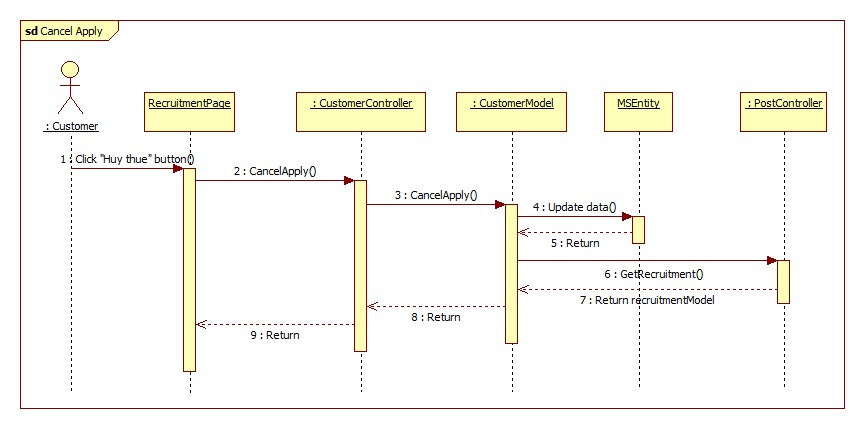 sd Cancel Apply
: Customer
RecruitmentPage
: CustomerController
: CustomerModel
MSEntity
: PostController
1 : Click "Huy thue" button()
2 : CancelApply()
3 : CancelApply()
4 : Update data()
5 : Return
6 : GetRecruitment()
7 : Return recruitmentModel
8 : Return
9 : Return